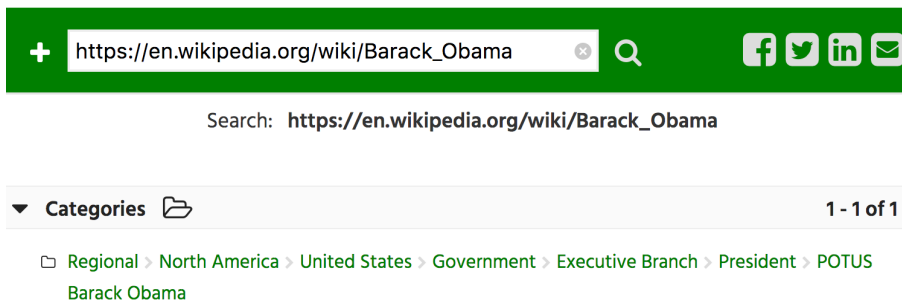 https://en.wikipedia.org/wiki/Barack_Obama
Search: https://en.wikipedia.org/wiki/Barack_Obama
Categories 1 - 1 of 1
Regional > North America > United States > Government > Executive Branch > President > POTUS
Barack Obama